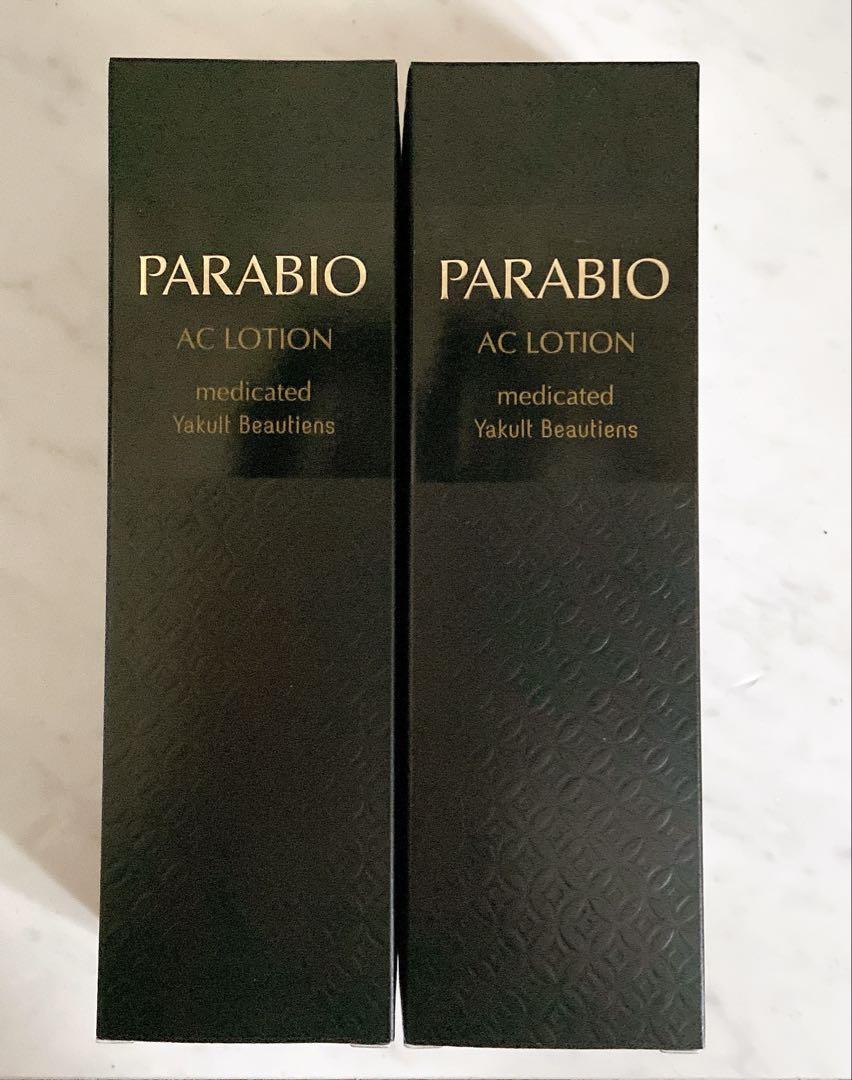 PARABIO
AC LOTION
medicated
Yakult Beautiens
PARABIO
AC LOTION
medicated
Yakult Beautiens